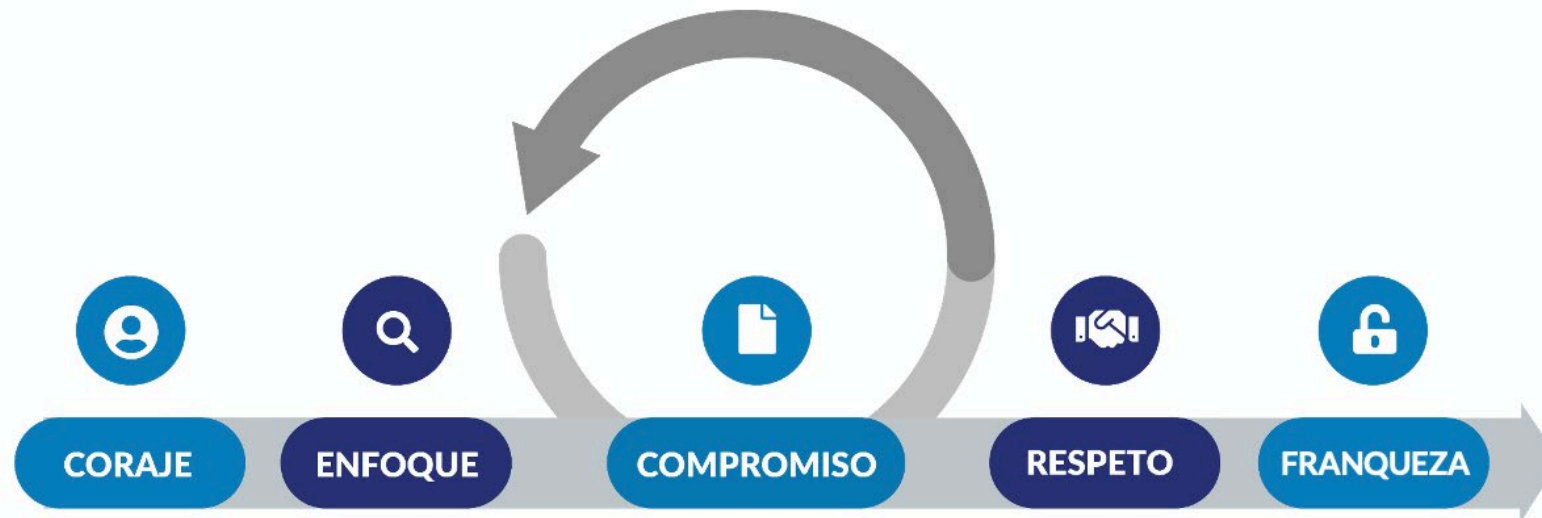 CORAJE
ENFOQUE
COMPROMISO
RESPETO
FRANQUEZA